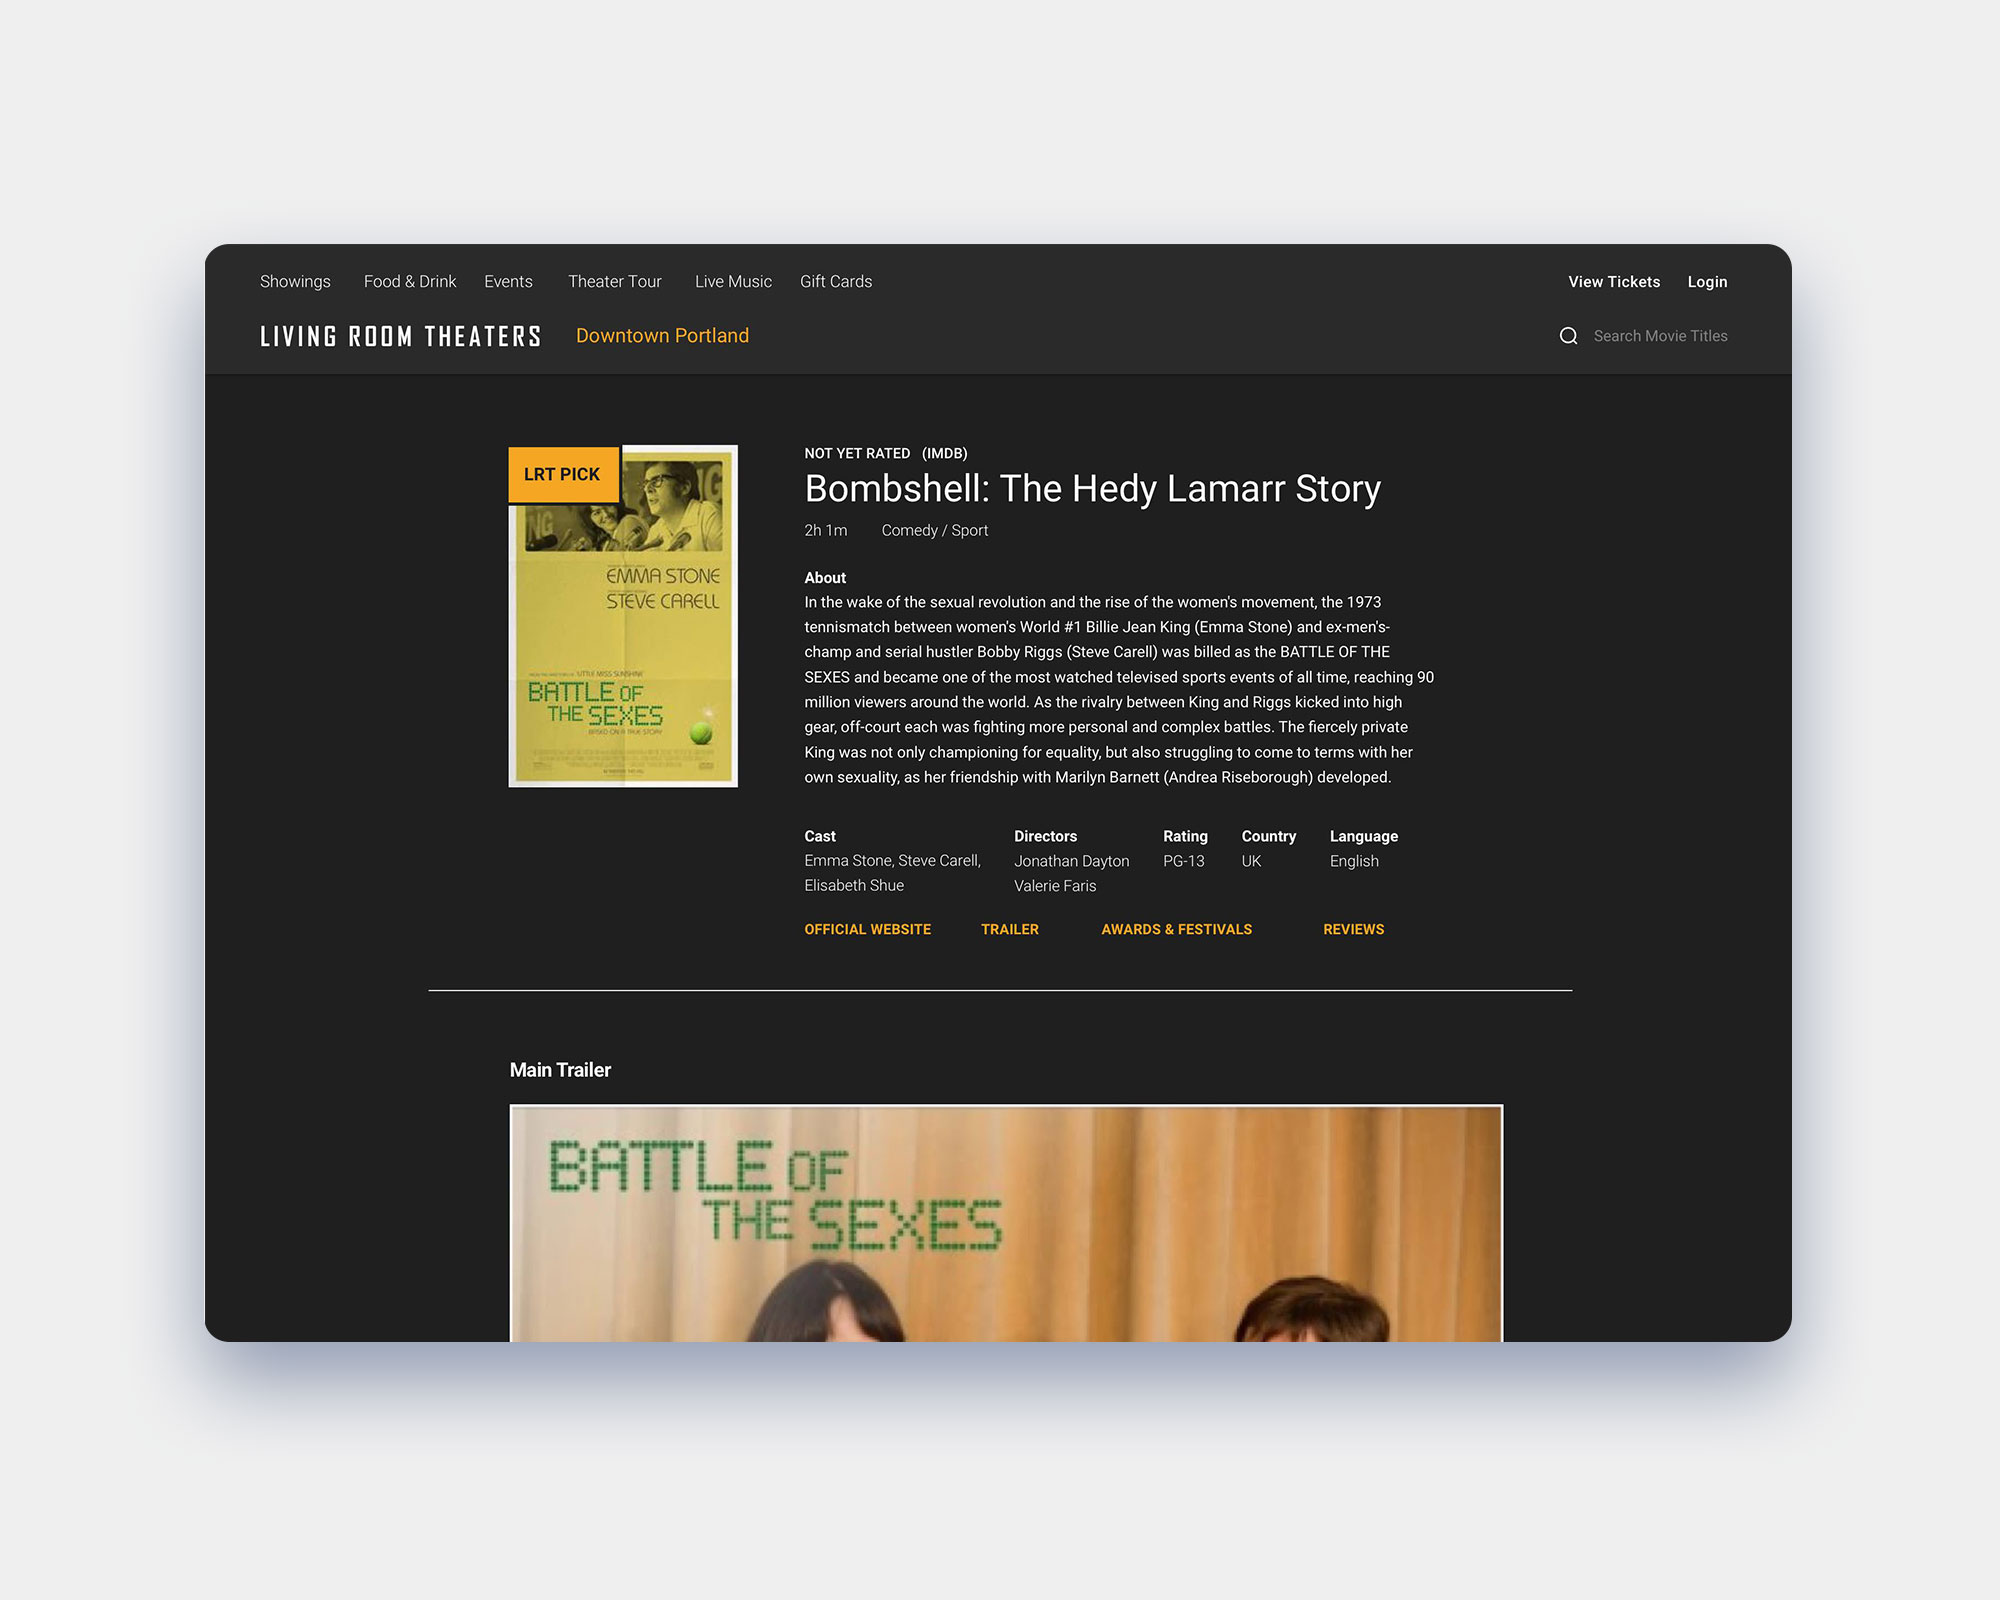 Showings Food & Drink Events Theater Tour Live Music Gift Cards View Tickets Login
LIVING ROOM THEATERS Downtown Portland Search Movie Titles
LRT PICK
NG
NG
EMMA STONE
STEVE CARELL
LITTLE MISS SUNSHINE
BATTLE OF
THE SEXES
BASED ON A TRUE STORY
NOT YET RATED (IMDB)
Bombshell: The Hedy Lamarr Story
2h 1m Comedy / Sport
About
In the wake of the sexual revolution and the rise of the women's movement, the 1973
tennismatch between women's World #1 Billie Jean King (Emma Stone) and ex-men's-
champ and serial hustler Bobby Riggs (Steve Carell) was billed as the BATTLE OF THE
SEXES and became one of the most watched televised sports events of all time, reaching 90
million viewers around the world. As the rivalry between King and Riggs kicked into high
gear, off-court each was fighting more personal and complex battles. The fiercely private
King was not only championing for equality, but also struggling to come to terms with her
own sexuality, as her friendship with Marilyn Barnett (Andrea Riseborough) developed.
Cast Directors Rating Country Language
Emma Stone, Steve Carell, Jonathan Dayton PG-13 UK English
Elisabeth Shue Valerie Faris
OFFICIAL WEBSITE TRAILER AWARDS & FESTIVALS REVIEWS
Main Trailer
BATTLE OF
THE SEXES